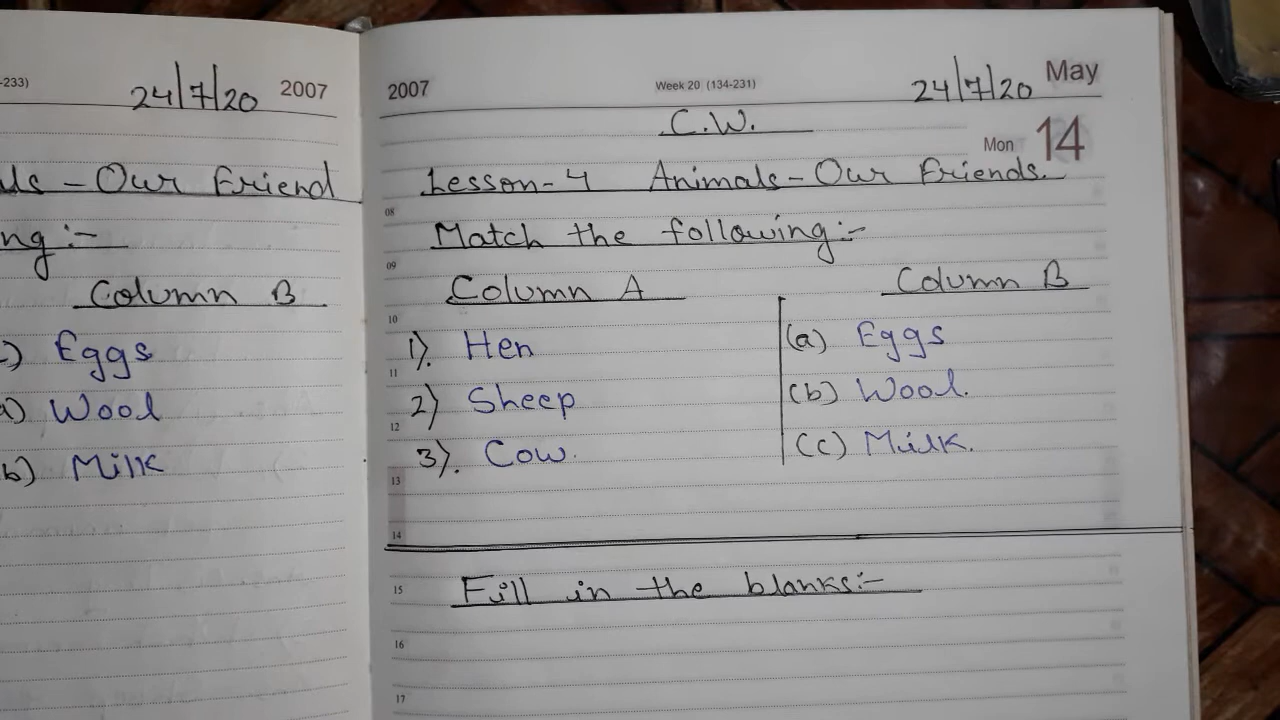 -233) 24/7/20 2007
- Our Friend
ng :-
Column B
) Eggs
) Wool
b) Milk
2007 Week 20 (134-231) 24/7/20 May
C.W.
Mon 14
Lesson-4 Animals - Our Friends.
08
Match the following :-
09
Column A Column B
10
1). Hen (a) Eggs
11
2) Sheep (b) Wool.
12
3). Cow. (c) Milk.
13
14
15 Fill in the blanks :-
16
17